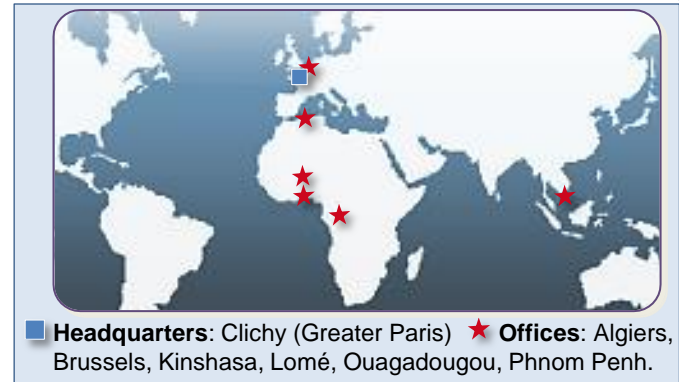 Headquarters: Clichy (Greater Paris) Offices: Algiers,
Brussels, Kinshasa, Lomé, Ouagadougou, Phnom Penh.